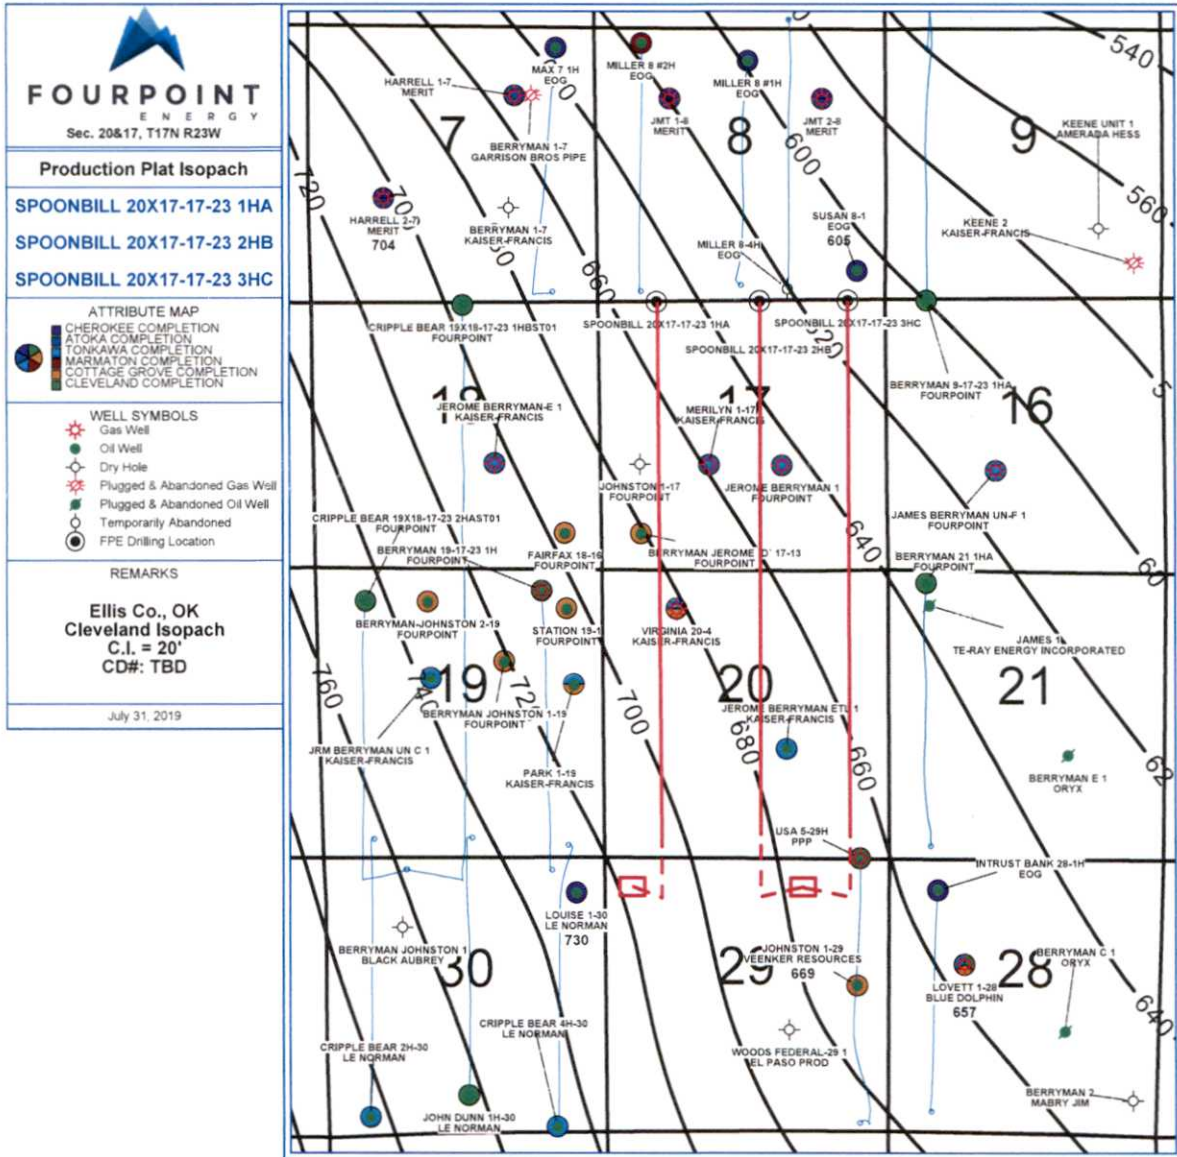 FOURPOINT
ENERGY
Sec. 20&17, T17N R23W
Production Plat Isopach
SPOONBILL 20X17-17-23 1HA
SPOONBILL 20X17-17-23 2HB
SPOONBILL 20X17-17-23 3HC
ATTRIBUTE MAP
CHEROKEE COMPLETION
ATOKA COMPLETION
TONKAWA COMPLETION
MARMATON COMPLETION
COTTAGE GROVE COMPLETION
CLEVELAND COMPLETION
WELL SYMBOLS
Gas Well
Oil Well
Dry Hole
Plugged & Abandoned Gas Well
Plugged & Abandoned Oil Well
Temporarily Abandoned
FPE Drilling Location
REMARKS
Ellis Co., OK
Cleveland Isopach
C.I. = 20'
CD#: TBD
July 31, 2019
540
MAX 7 1H
EOG
MILLER 8 #2H
EOG
MILLER 8 #1H
EOG
HARRELL 1-7
MERIT
7
BERRYMAN 1-7
GARRISON BROS PIPE
JMT 1-8
MERIT
8
JMT 2-8
MERIT
9
KEENE UNIT 1
AMERADA HESS
600
720
HARRELL 2-7
MERIT
704
BERRYMAN 1-7
KAISER-FRANCIS
660
MILLER 8-4H
EOG
SUSAN 8-1
EOG
605
KEENE 2
KAISER-FRANCIS
560
CRIPPLE BEAR 19X18-17-23 1HBST01
FOURPOINT
SPOONBILL 20X17-17-23 1HA
SPOONBILL 20X17-17-23 2HB
SPOONBILL 20X17-17-23 3HC
BERRYMAN 9-17-23 1HA
FOURPOINT
JEROME BERRYMAN-E 1
KAISER-FRANCIS
17
MERILYN 1-17
KAISER-FRANCIS
16
JOHNSTON 1-17
FOURPOINT
JEROME BERRYMAN 1
FOURPOINT
JAMES BERRYMAN UN-F 1
FOURPOINT
640
60
CRIPPLE BEAR 19X18-17-23 2HAST01
FOURPOINT
BERRYMAN 19-17-23 1H
FOURPOINT
FAIRFAX 18-16
FOURPOINT
BERRYMAN JEROME 'D' 17-13
FOURPOINT
BERRYMAN 21 1HA
FOURPOINT
BERRYMAN-JOHNSTON 2-19
FOURPOINT
STATION 19-1
FOURPOINT
VIRGINIA 20-4
KAISER-FRANCIS
JAMES 1
TE-RAY ENERGY INCORPORATED
760
740
19
720
700
20
680
660
21
62
BERRYMAN JOHNSTON 1-19
FOURPOINT
JEROME BERRYMAN ETL 1
KAISER-FRANCIS
JRM BERRYMAN UN C 1
KAISER-FRANCIS
PARK 1-19
KAISER-FRANCIS
BERRYMAN E 1
ORYX
USA 5-29H
PPP
INTRUST BANK 28-1H
EOG
LOUISE 1-30
LE NORMAN
730
BERRYMAN JOHNSTON 1
BLACK AUBREY
30
JOHNSTON 1-29
VEENKER RESOURCES
669
29
LOVETT 1-28
BLUE DOLPHIN
657
28
BERRYMAN C 1
ORYX
640
CRIPPLE BEAR 4H-30
LE NORMAN
CRIPPLE BEAR 2H-30
LE NORMAN
WOODS FEDERAL-29 1
EL PASO PROD
JOHN DUNN 1H-30
LE NORMAN
BERRYMAN 2
MABRY JIM